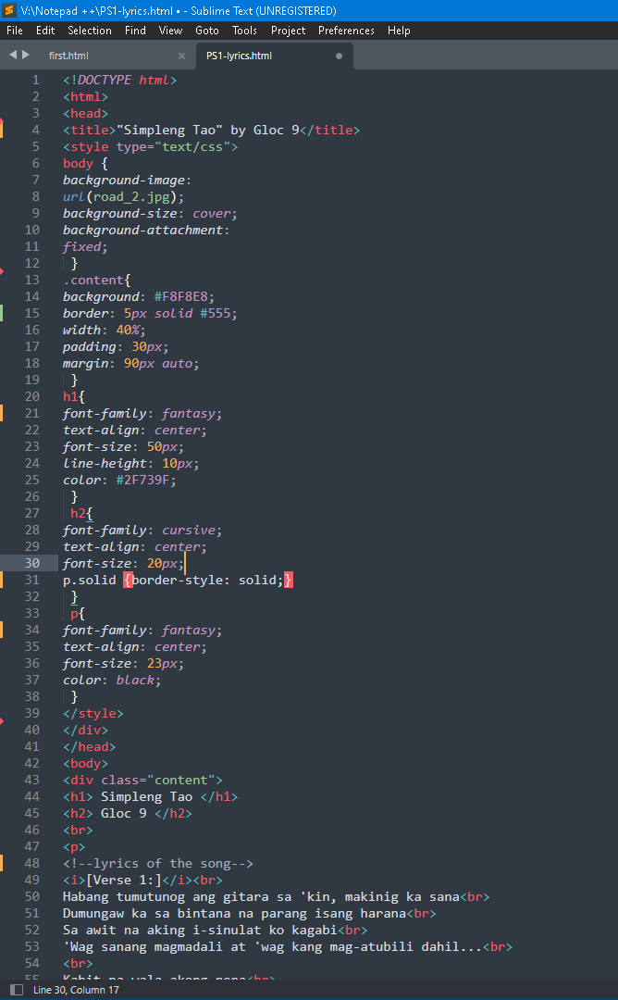 V:\Notepad ++\PS1-lyrics.html • - Sublime Text (UNREGISTERED)
File Edit Selection Find View Goto Tools Project Preferences Help
first.html × PS1-lyrics.html
1 <!DOCTYPE html>
2 <html>
3 <head>
4 <title>"Simpleng Tao" by Gloc 9</title>
5 <style type="text/css">
6 body {
7 background-image:
8 url(road_2.jpg);
9 background-size: cover;
10 background-attachment:
11 fixed;
12 }
13 .content{
14 background: #F8F8E8;
15 border: 5px solid #555;
16 width: 40%;
17 padding: 30px;
18 margin: 90px auto;
19 }
20 h1{
21 font-family: fantasy;
22 text-align: center;
23 font-size: 50px;
24 line-height: 10px;
25 color: #2F739F;
26 }
27 h2{
28 font-family: cursive;
29 text-align: center;
30 font-size: 20px;
31 p.solid {border-style: solid;}
32 }
33 p{
34 font-family: fantasy;
35 text-align: center;
36 font-size: 23px;
37 color: black;
38 }
39 </style>
40 </div>
41 </head>
42 <body>
43 <div class="content">
44 <h1> Simpleng Tao </h1>
45 <h2> Gloc 9 </h2>
46 <br>
47 <p>
48 <!--lyrics of the song-->
49 <i>[Verse 1:]</i><br>
50 Habang tumutunog ang gitara sa 'kin, makinig ka sana<br>
51 Dumungaw ka sa bintana na parang isang harana<br>
52 Sa awit na aking i-sinulat ko kagabi<br>
53 'Wag sanang magmadali at 'wag kang mag-atubili dahil...<br>
54 <br>
55 Kahit na wala akong pera<br>
Line 30, Column 17